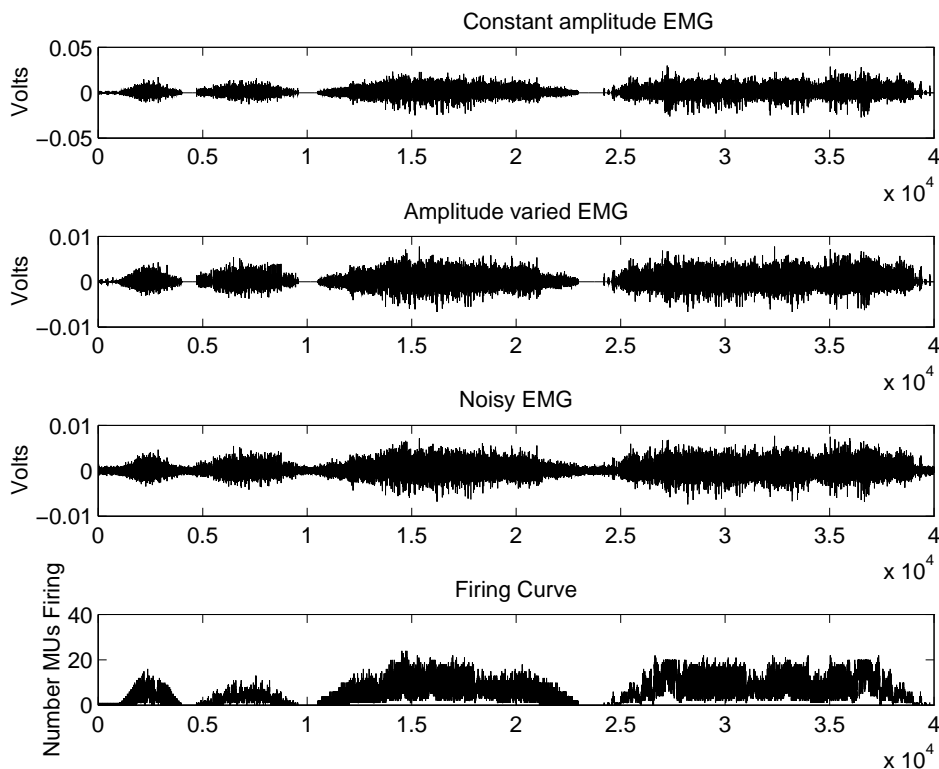 Constant amplitude EMG
0.05
0
−0.05
Volts
0 0.5 1 1.5 2 2.5 3 3.5 4
x 10^4
Amplitude varied EMG
0.01
0
−0.01
Volts
0 0.5 1 1.5 2 2.5 3 3.5 4
x 10^4
Noisy EMG
0.01
0
−0.01
Volts
0 0.5 1 1.5 2 2.5 3 3.5 4
x 10^4
Firing Curve
40
20
0
Number MUs Firing
0 0.5 1 1.5 2 2.5 3 3.5 4
x 10^4